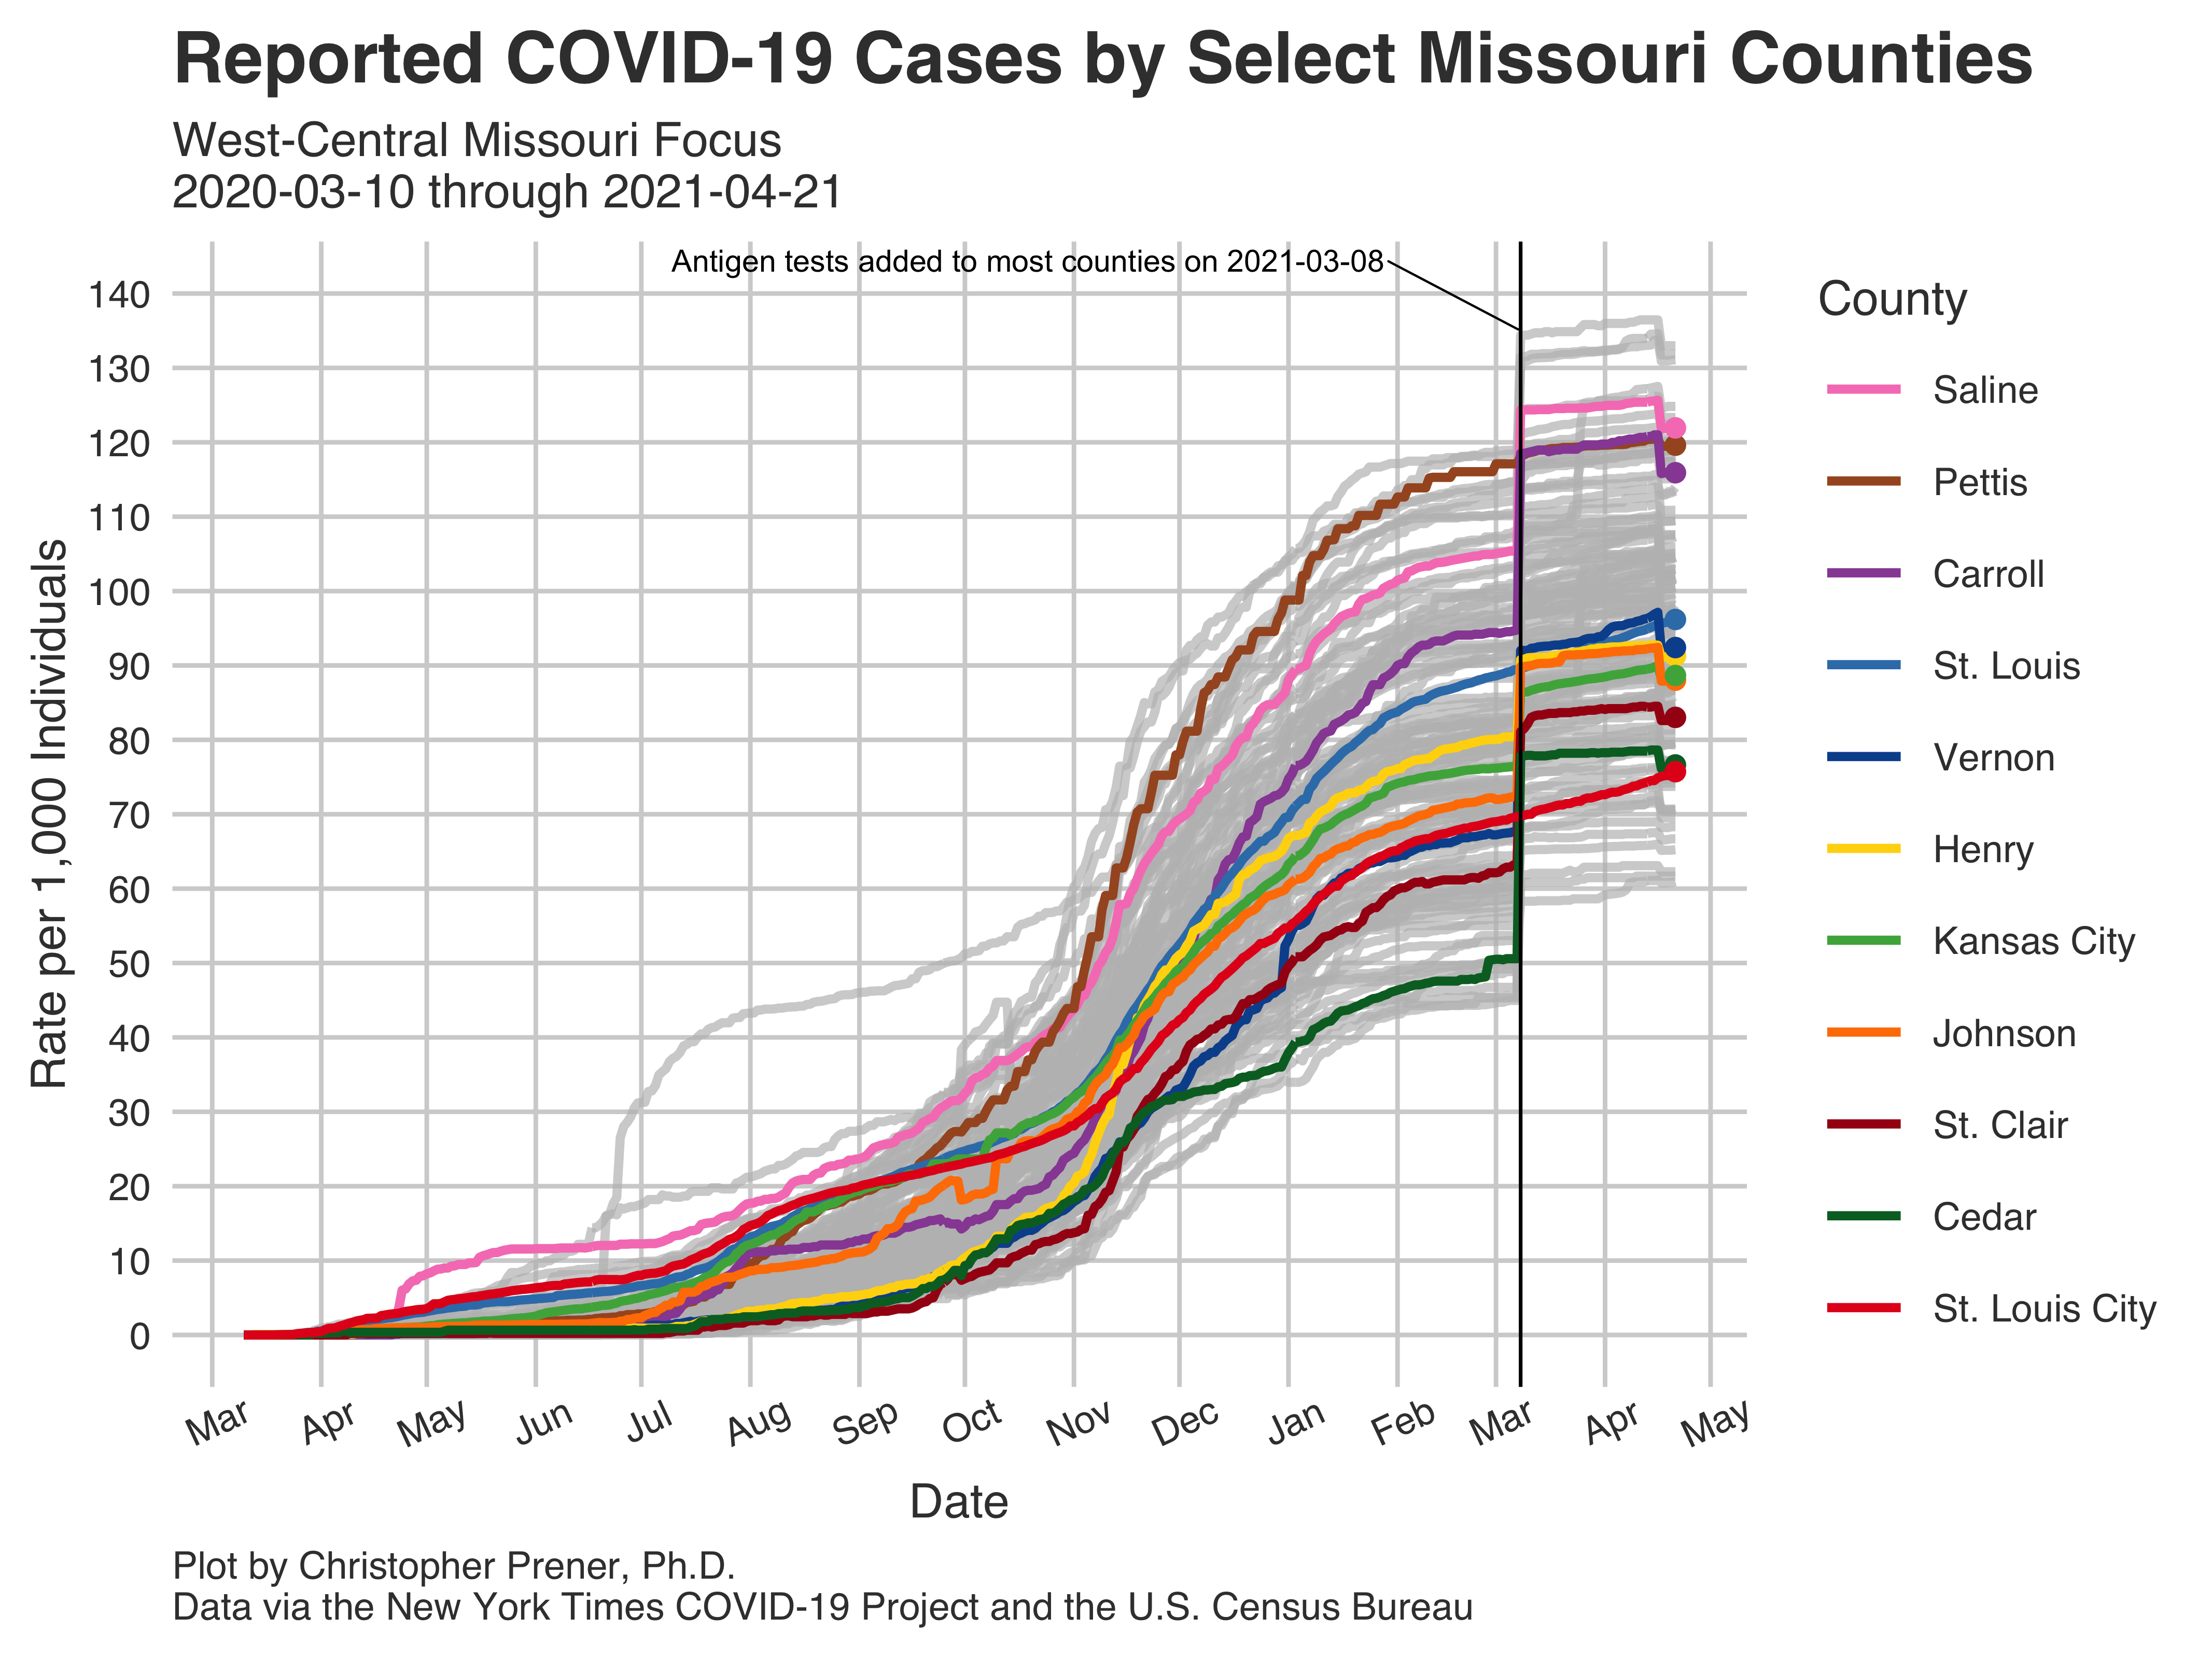 Reported COVID-19 Cases by Select Missouri Counties
West-Central Missouri Focus
2020-03-10 through 2021-04-21
Antigen tests added to most counties on 2021-03-08
140
130
120
110
100
90
80
70
60
50
40
30
20
10
0
Rate per 1,000 Individuals
Mar
Apr
May
Jun
Jul
Aug
Sep
Oct
Nov
Dec
Jan
Feb
Mar
Apr
May
Date
County
Saline
Pettis
Carroll
St. Louis
Vernon
Henry
Kansas City
Johnson
St. Clair
Cedar
St. Louis City
Plot by Christopher Prener, Ph.D.
Data via the New York Times COVID-19 Project and the U.S. Census Bureau